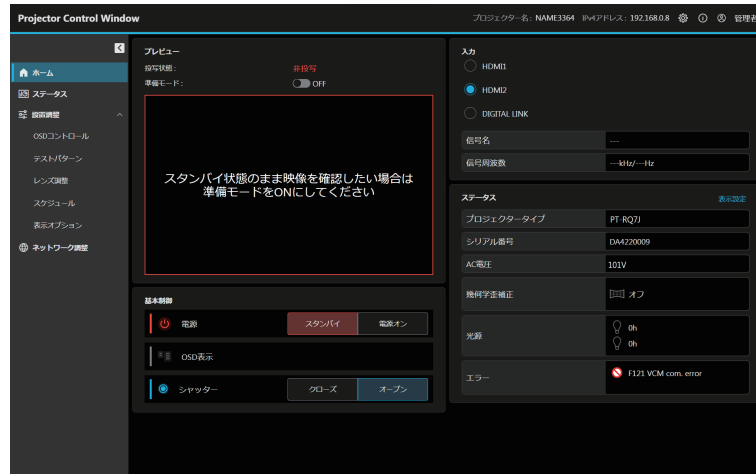 Projector Control Window
プロジェクター名: NAME3364 IPv4アドレス: 192.168.0.8 管理者
ホーム
ステータス
設置調整
OSDコントロール
テストパターン
レンズ調整
スケジュール
表示オプション
ネットワーク調整
プレビュー
投写状態:
非投写
準備モード:
OFF
スタンバイ状態のまま映像を確認したい場合は
準備モードをONにしてください
基本制御
電源
スタンバイ
電源オン
OSD表示
シャッター
クローズ
オープン
入力
HDMI1
HDMI2
DIGITAL LINK
信号名
---
信号周波数
---kHz/---Hz
ステータス
表示設定
プロジェクタータイプ
PT-RQ7J
シリアル番号
DA4220009
AC電圧
101V
幾何学歪補正
オフ
光源
0h
0h
エラー
F121 VCM com. error